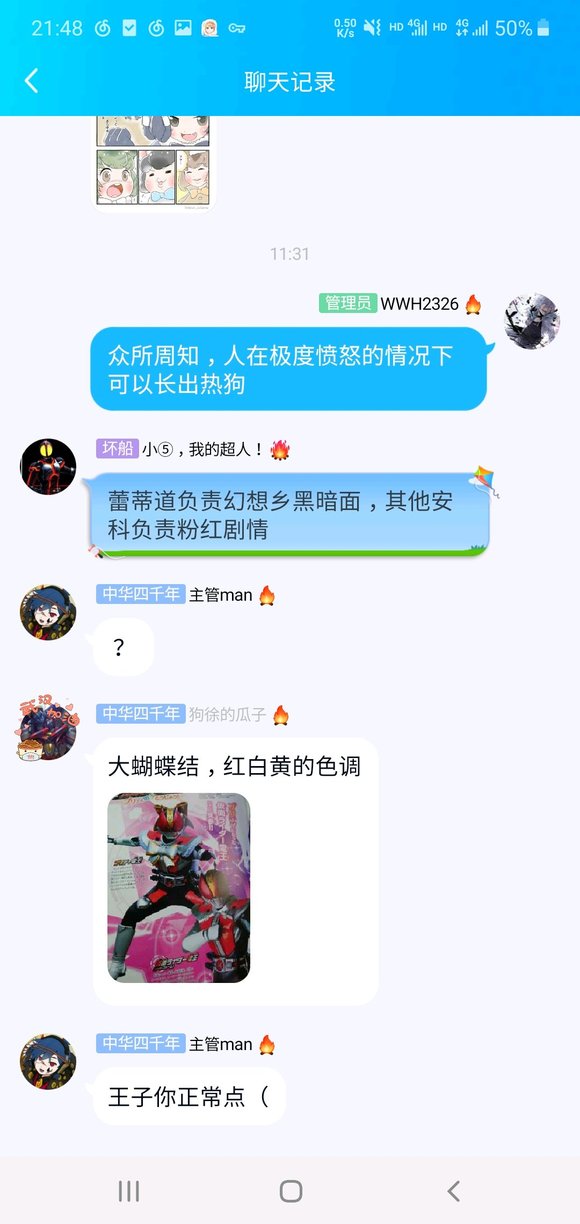 21:48
0.50
K/s
HD 4G HD 4G 50%
聊天记录
11:31
管理员 WWH2326
众所周知，人在极度愤怒的情况下
可以长出热狗
坏船 小⑤，我的超人！
蕾蒂道负责幻想乡黑暗面，其他安
科负责粉红剧情
中华四千年 主管man
？
中华四千年 狗徐的瓜子
大蝴蝶结，红白黄的色调
中华四千年 主管man
王子你正常点（